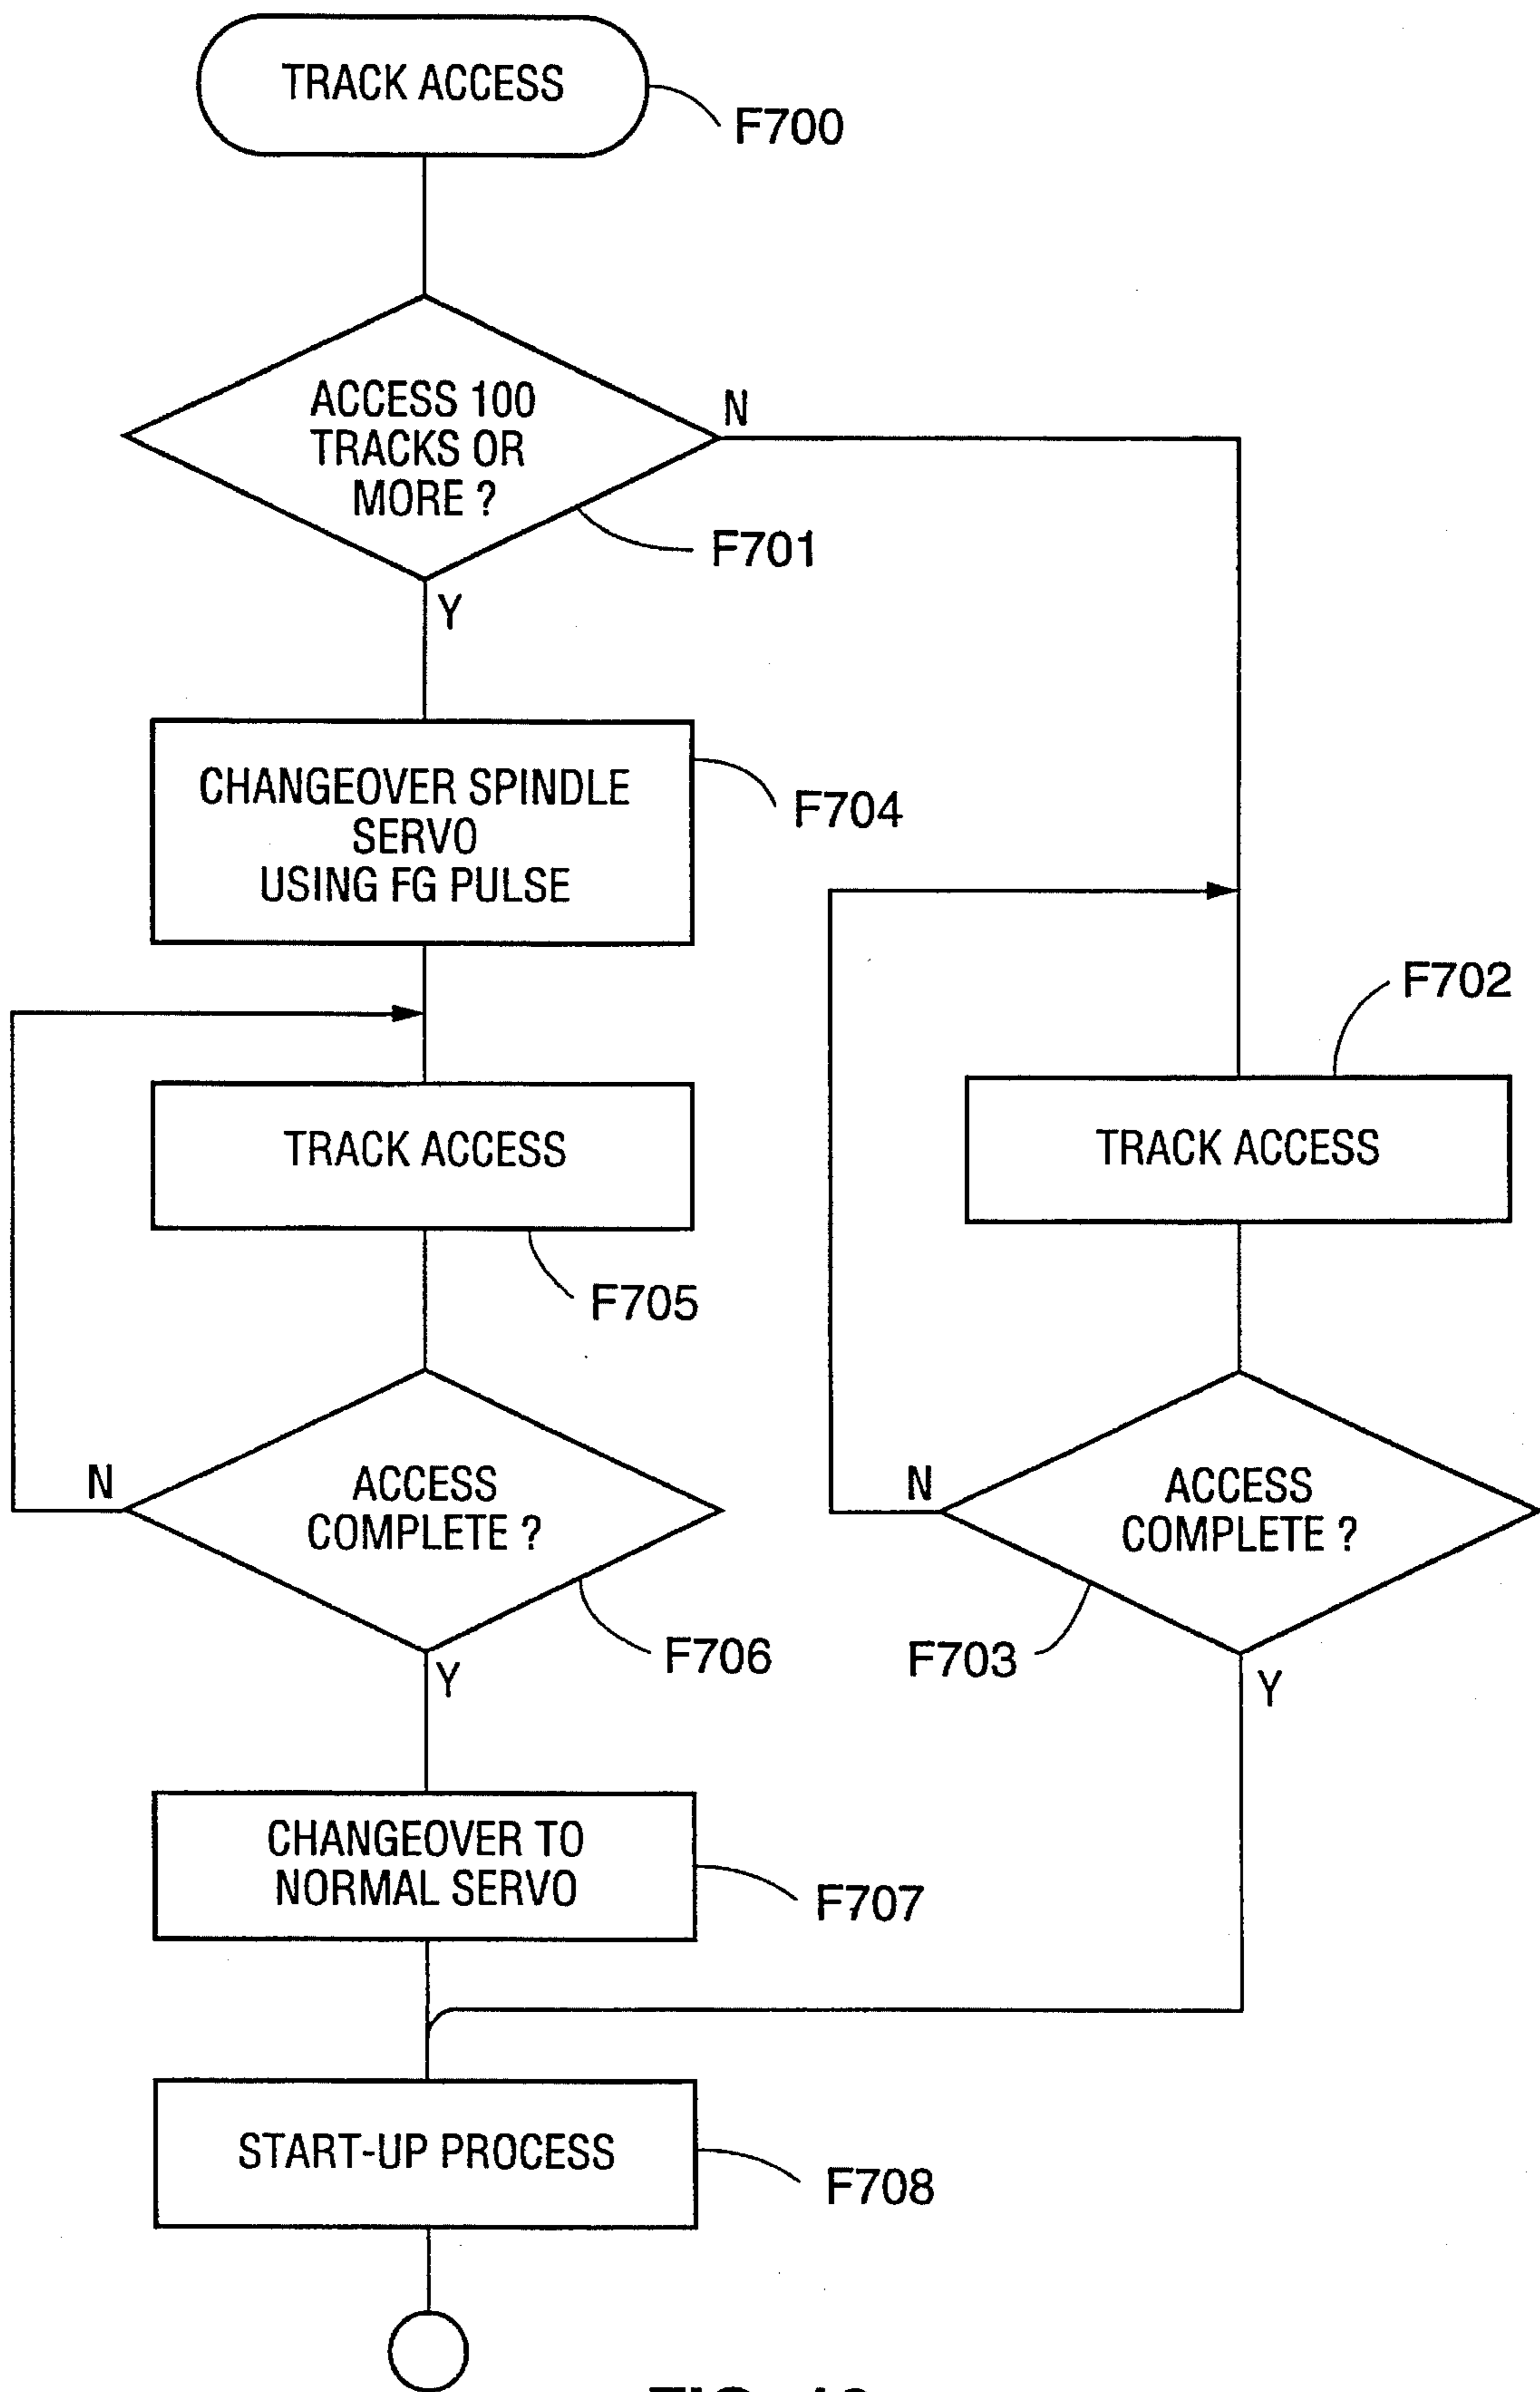 TRACK ACCESS
F700
ACCESS 100
TRACKS OR
MORE ?
N
F701
Y
CHANGEOVER SPINDLE
SERVO
USING FG PULSE
F704
F702
TRACK ACCESS
TRACK ACCESS
F705
N
ACCESS
COMPLETE ?
N
ACCESS
COMPLETE ?
F706
F703
Y
Y
CHANGEOVER TO
NORMAL SERVO
F707
START-UP PROCESS
F708